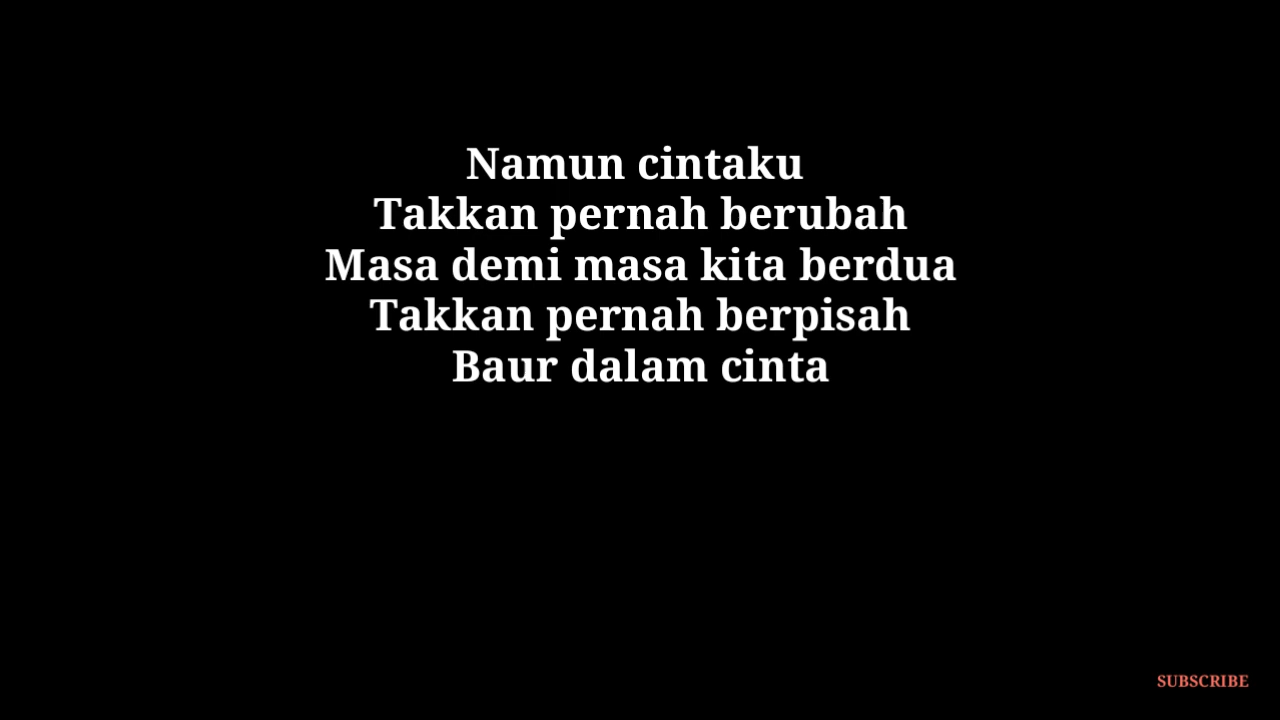 Namun cintaku
Takkan pernah berubah
Masa demi masa kita berdua
Takkan pernah berpisah
Baur dalam cinta
SUBSCRIBE